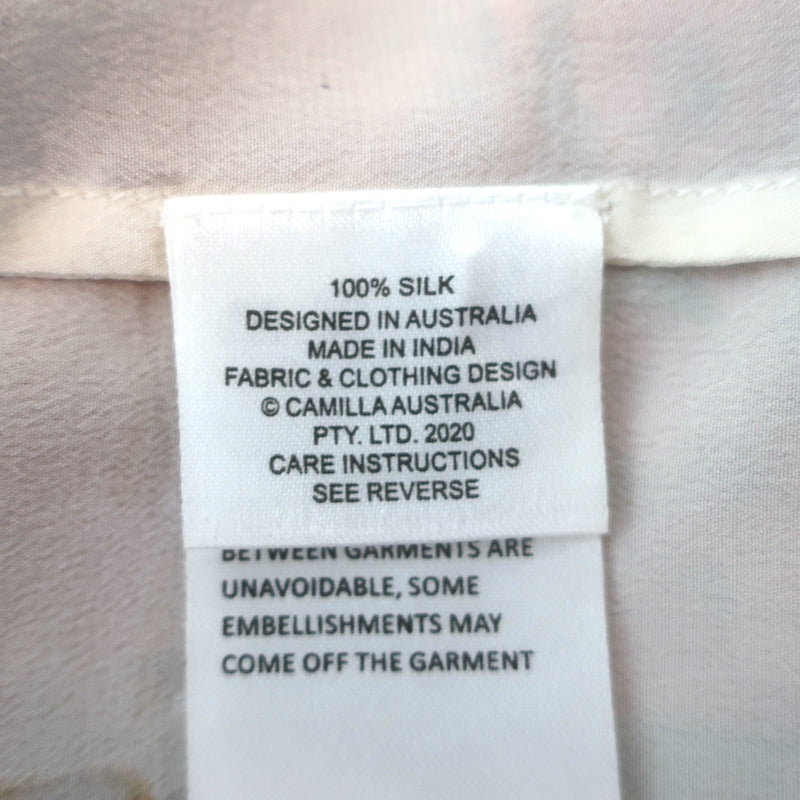 100% SILK
DESIGNED IN AUSTRALIA
MADE IN INDIA
FABRIC & CLOTHING DESIGN
© CAMILLA AUSTRALIA
PTY. LTD. 2020
CARE INSTRUCTIONS
SEE REVERSE
BETWEEN GARMENTS ARE
UNAVOIDABLE, SOME
EMBELLISHMENTS MAY
COME OFF THE GARMENT